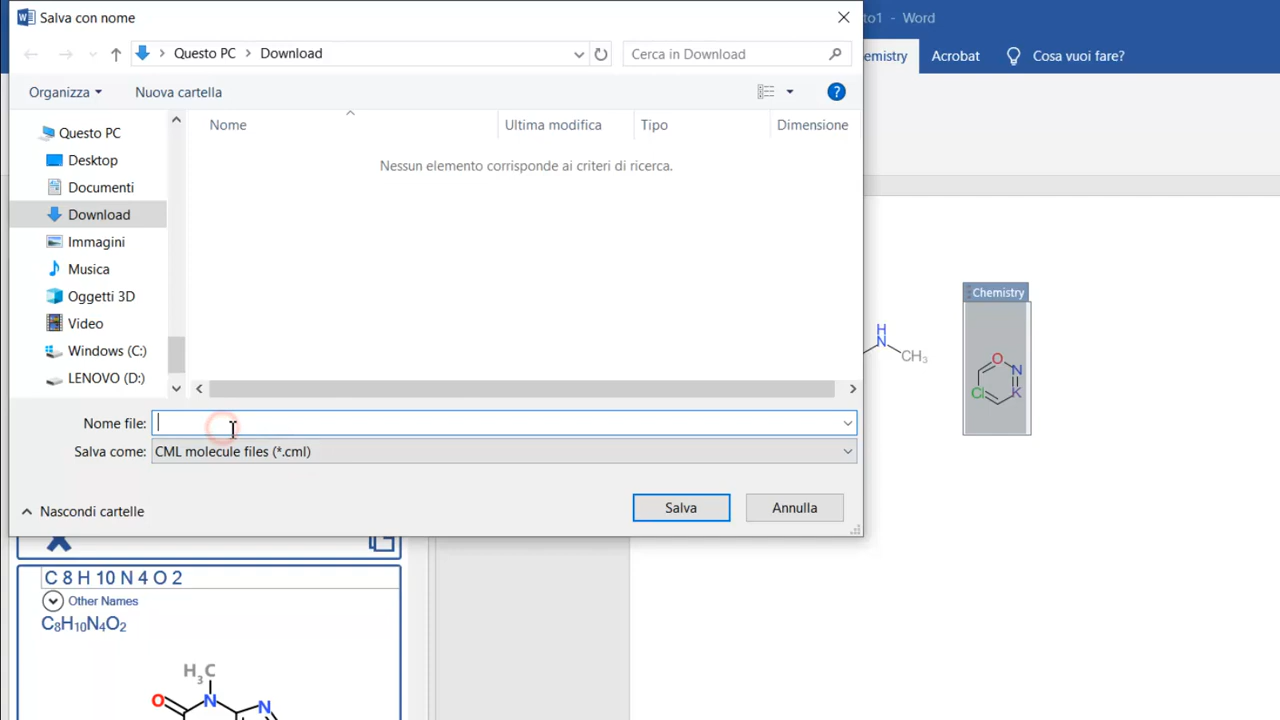 Salva con nome
to1 - Word
Questo PC > Download
Cerca in Download
emistry
Acrobat
Cosa vuoi fare?
Organizza
Nuova cartella
?
Questo PC
Desktop
Documenti
Download
Immagini
Musica
Oggetti 3D
Video
Windows (C:)
LENOVO (D:)
Nome
Ultima modifica
Tipo
Dimensione
Nessun elemento corrisponde ai criteri di ricerca.
Nome file:
Salva come: CML molecule files (*.cml)
Nascondi cartelle
Salva
Annulla
Chemistry
H
N
CH₃
O
N
Cl
K
C 8 H 10 N 4 O 2
Other Names
C₈H₁₀N₄O₂
H₃C
O
N
N